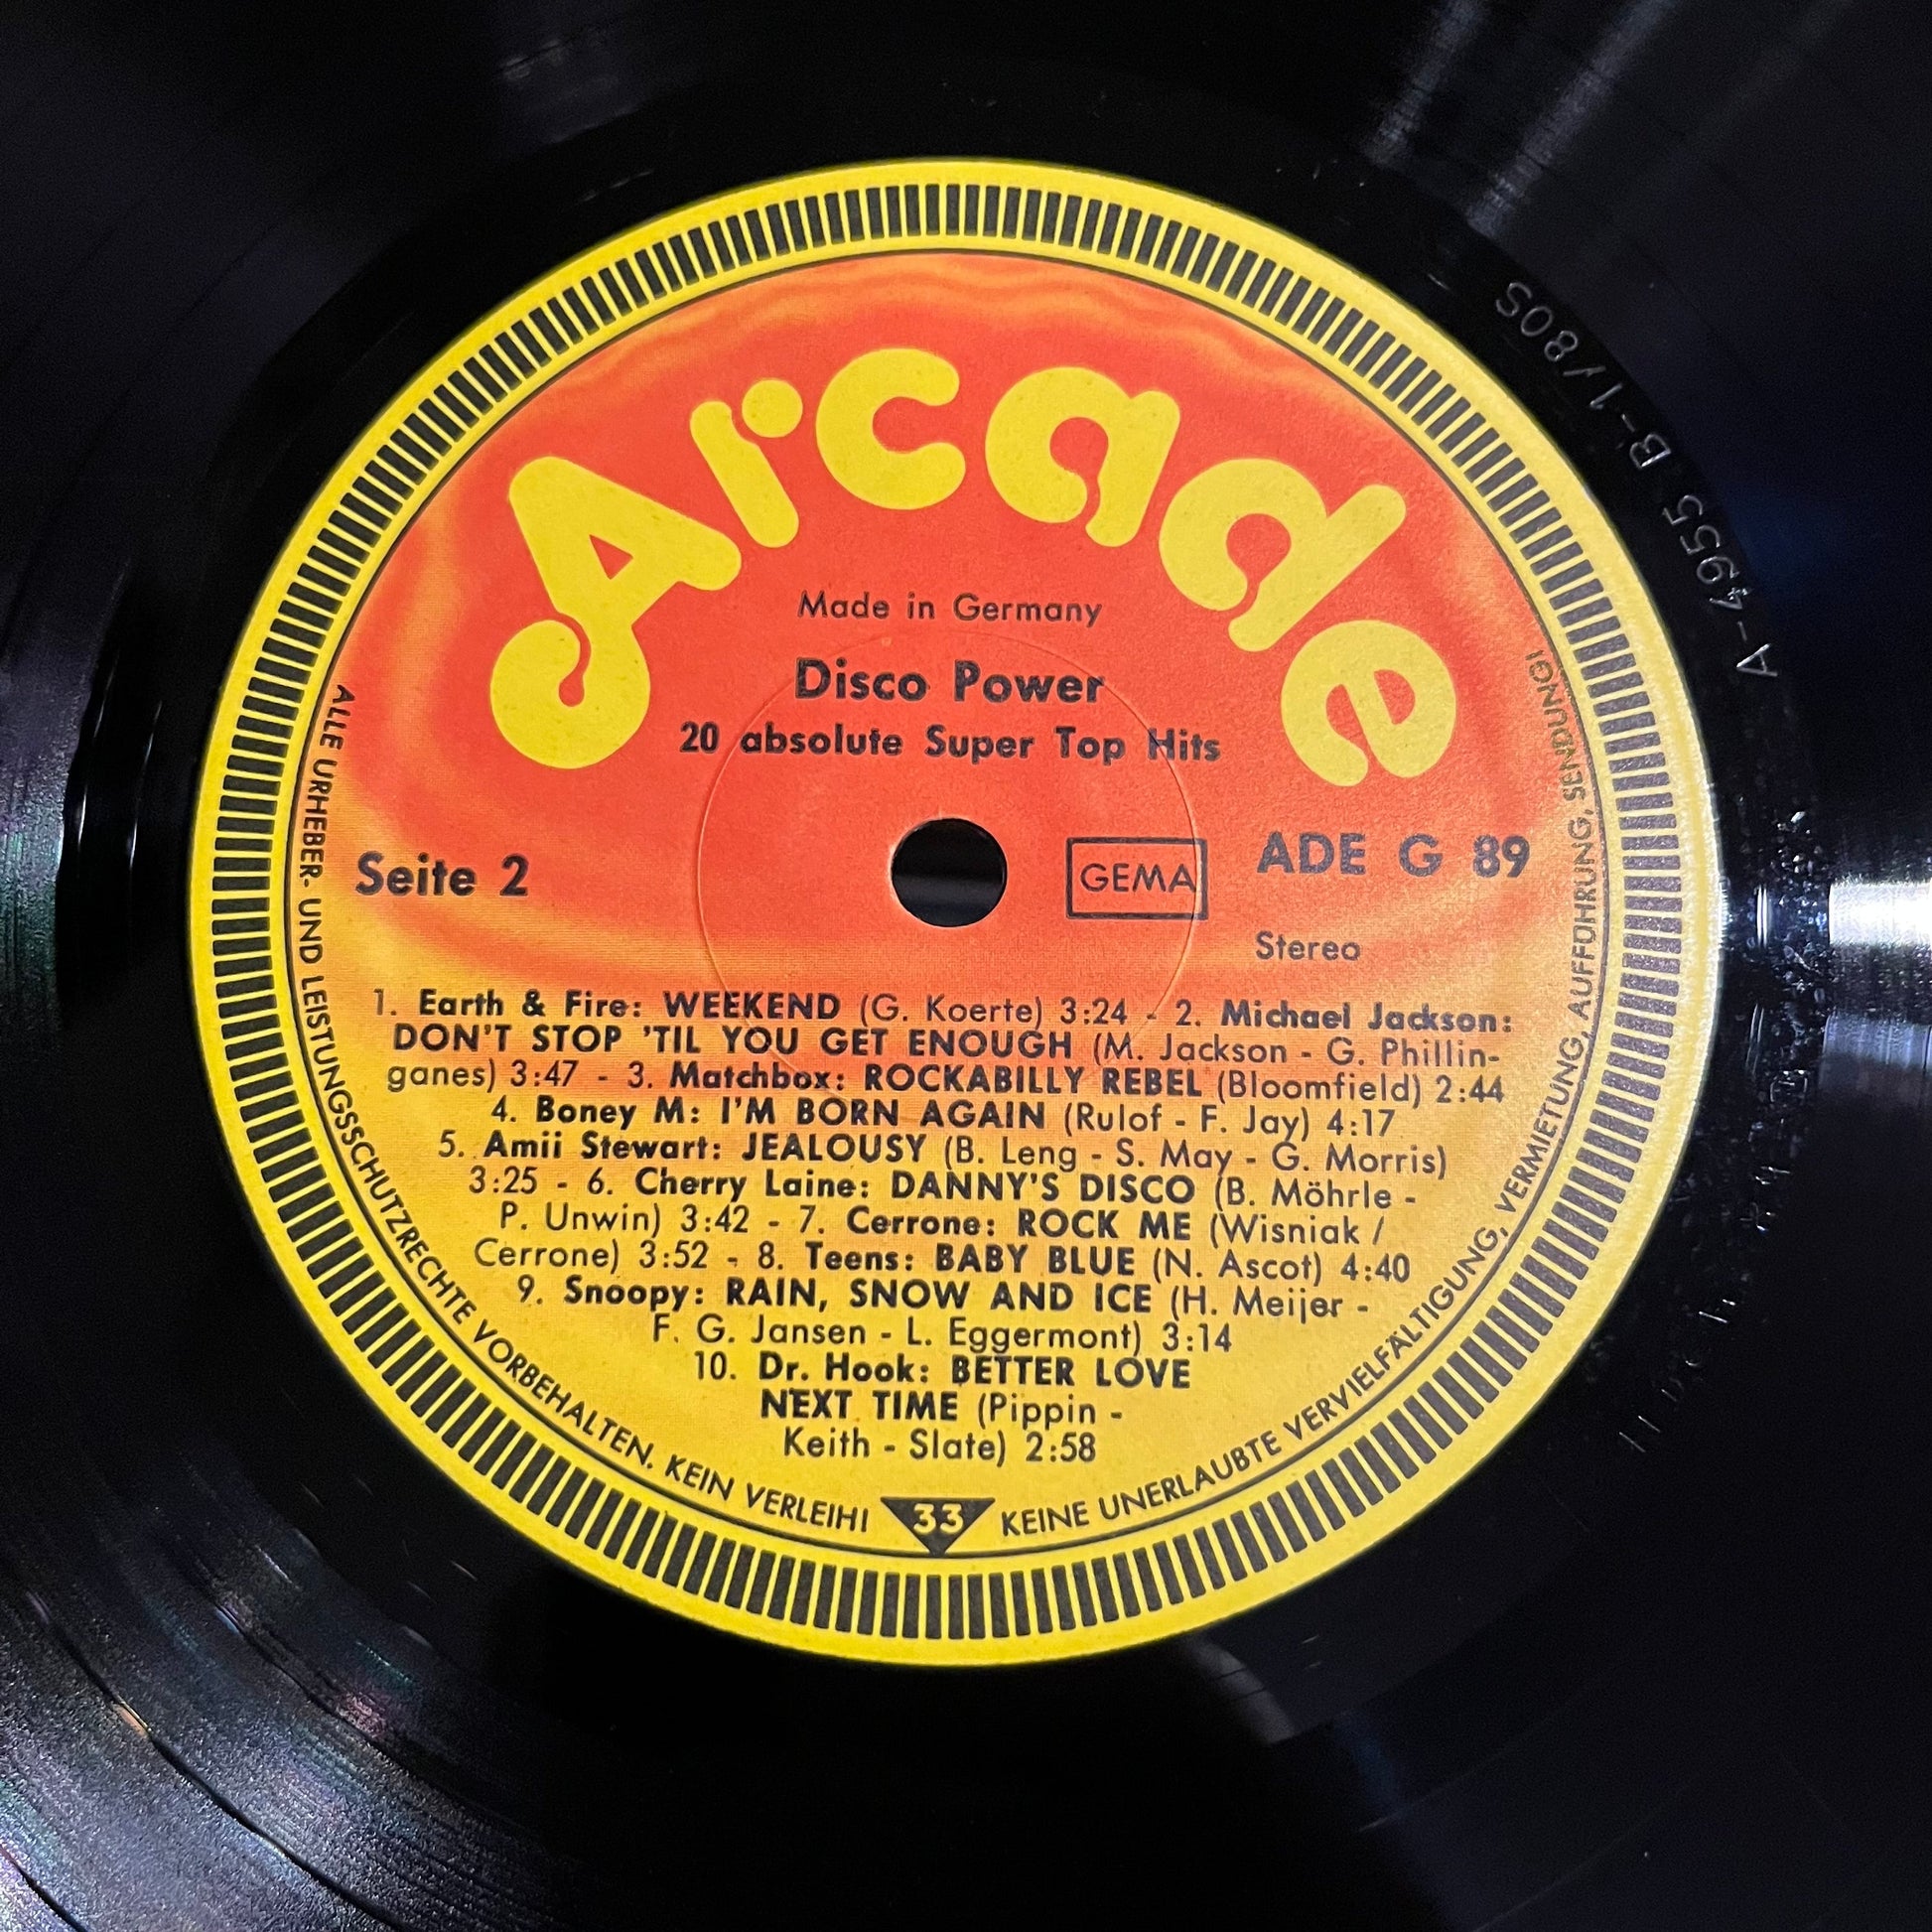 Arcade
Made in Germany
Disco Power
20 absolute Super Top Hits
Seite 2
GEMA
ADE G 89
Stereo
1. Earth & Fire: WEEKEND (G. Koerte) 3:24 - 2. Michael Jackson:
DON'T STOP 'TIL YOU GET ENOUGH (M. Jackson - G. Phillin-
ganes) 3:47 - 3. Matchbox: ROCKABILLY REBEL (Bloomfield) 2:44
4. Boney M: I'M BORN AGAIN (Rulof - F. Jay) 4:17
5. Amii Stewart: JEALOUSY (B. Leng - S. May - G. Morris)
3:25 - 6. Cherry Laine: DANNY'S DISCO (B. Möhrle -
P. Unwin) 3:42 - 7. Cerrone: ROCK ME (Wisniak /
Cerrone) 3:52 - 8. Teens: BABY BLUE (N. Ascot) 4:40
9. Snoopy: RAIN, SNOW AND ICE (H. Meijer -
F. G. Jansen - L. Eggermont) 3:14
10. Dr. Hook: BETTER LOVE
NEXT TIME (Pippin -
Keith - Slate) 2:58
ALLE URHEBER- UND LEISTUNGSSCHUTZRECHTE VORBEHALTEN. KEIN VERLEIH!
33
KEINE UNERLAUBTE VERVIELFÄLTIGUNG, VERMIETUNG, AUFFÜHRUNG, SENDUNG!
A-4955 B-1/80S